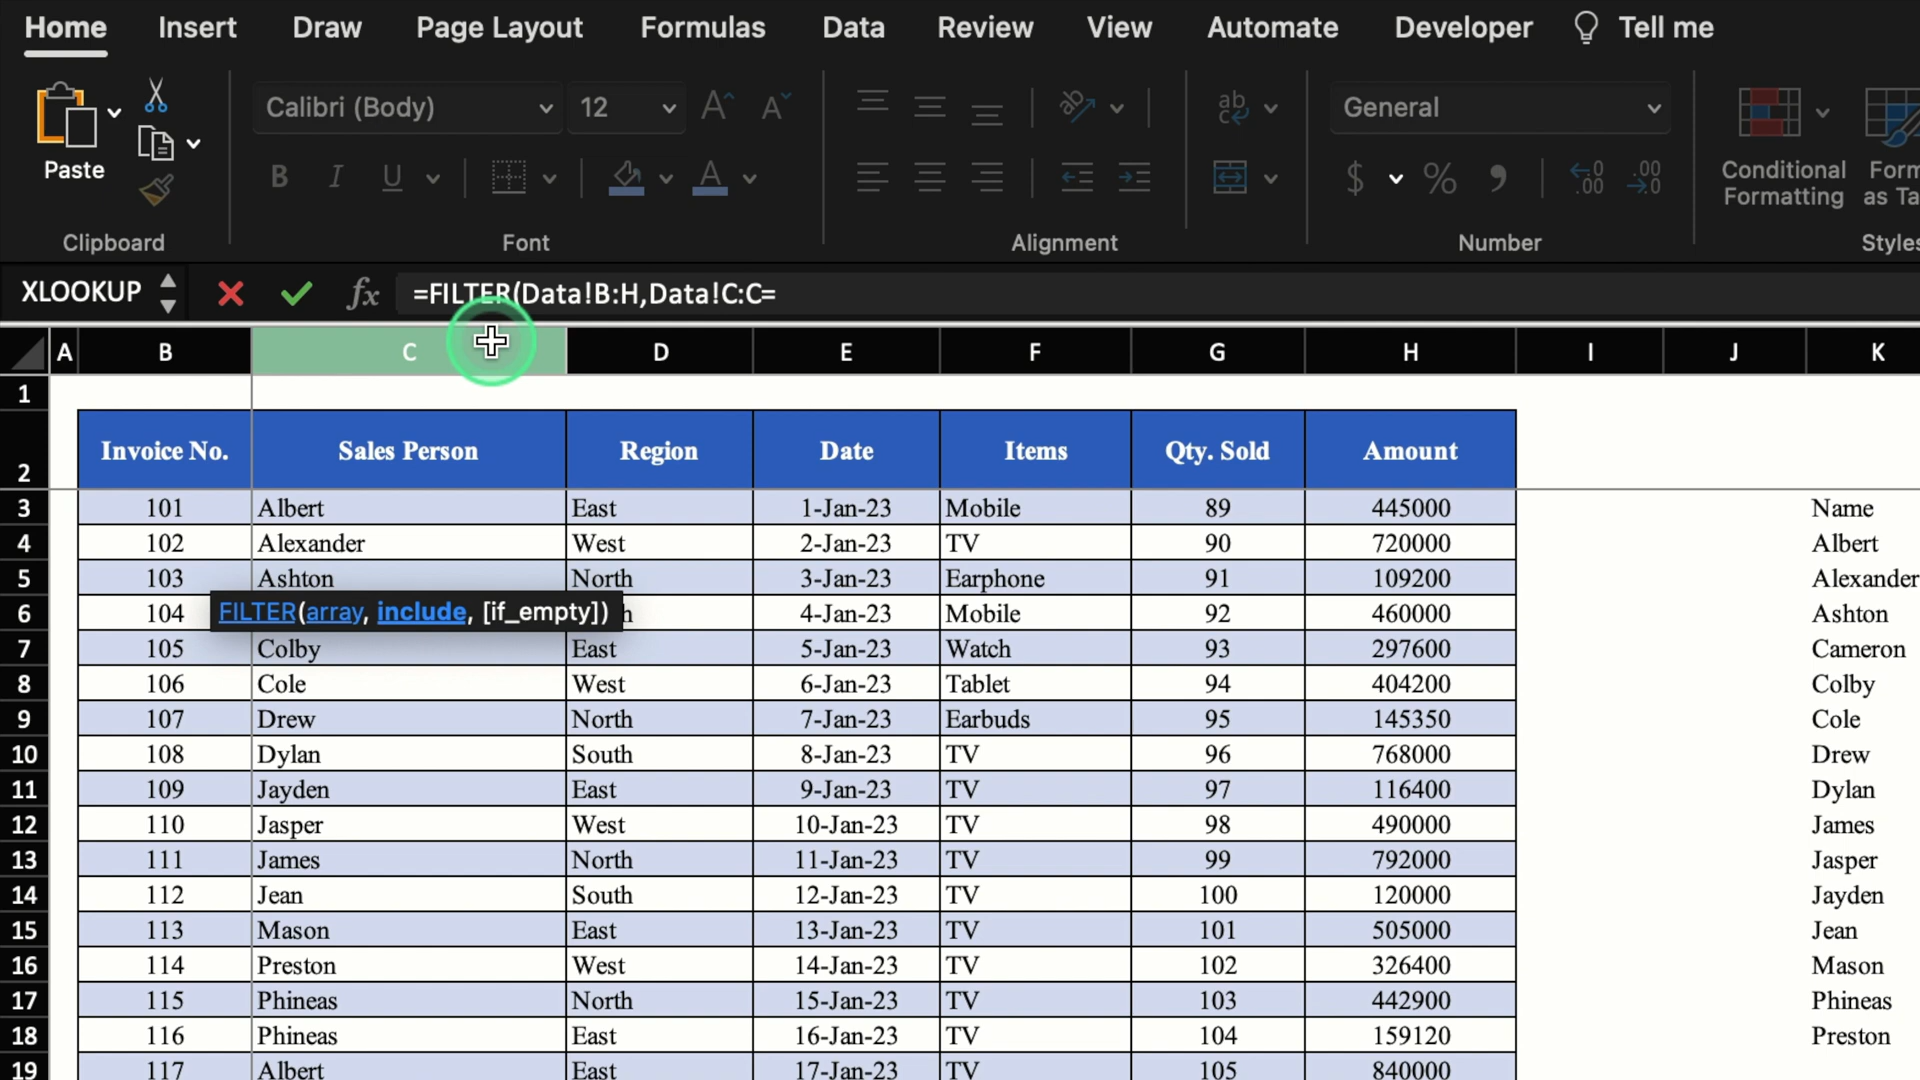 Home Insert Draw Page Layout Formulas Data Review View Automate Developer Tell me
Paste
Calibri (Body) 12
General
B I U
$ %
Conditional
Formatting
Form
as Ta
Clipboard Font Alignment Number Styles
XLOOKUP fx =FILTER(Data!B:H,Data!C:C=
A B C D E F G H I J K
1
2 Invoice No. Sales Person Region Date Items Qty. Sold Amount
3 101 Albert East 1-Jan-23 Mobile 89 445000 Name
4 102 Alexander West 2-Jan-23 TV 90 720000 Albert
5 103 Ashton North 3-Jan-23 Earphone 91 109200 Alexander
6 104 FILTER(array, include, [if_empty]) h 4-Jan-23 Mobile 92 460000 Ashton
7 105 Colby East 5-Jan-23 Watch 93 297600 Cameron
8 106 Cole West 6-Jan-23 Tablet 94 404200 Colby
9 107 Drew North 7-Jan-23 Earbuds 95 145350 Cole
10 108 Dylan South 8-Jan-23 TV 96 768000 Drew
11 109 Jayden East 9-Jan-23 TV 97 116400 Dylan
12 110 Jasper West 10-Jan-23 TV 98 490000 James
13 111 James North 11-Jan-23 TV 99 792000 Jasper
14 112 Jean South 12-Jan-23 TV 100 120000 Jayden
15 113 Mason East 13-Jan-23 TV 101 505000 Jean
16 114 Preston West 14-Jan-23 TV 102 326400 Mason
17 115 Phineas North 15-Jan-23 TV 103 442900 Phineas
18 116 Phineas East 16-Jan-23 TV 104 159120 Preston
19 117 Albert East 17-Jan-23 TV 105 840000